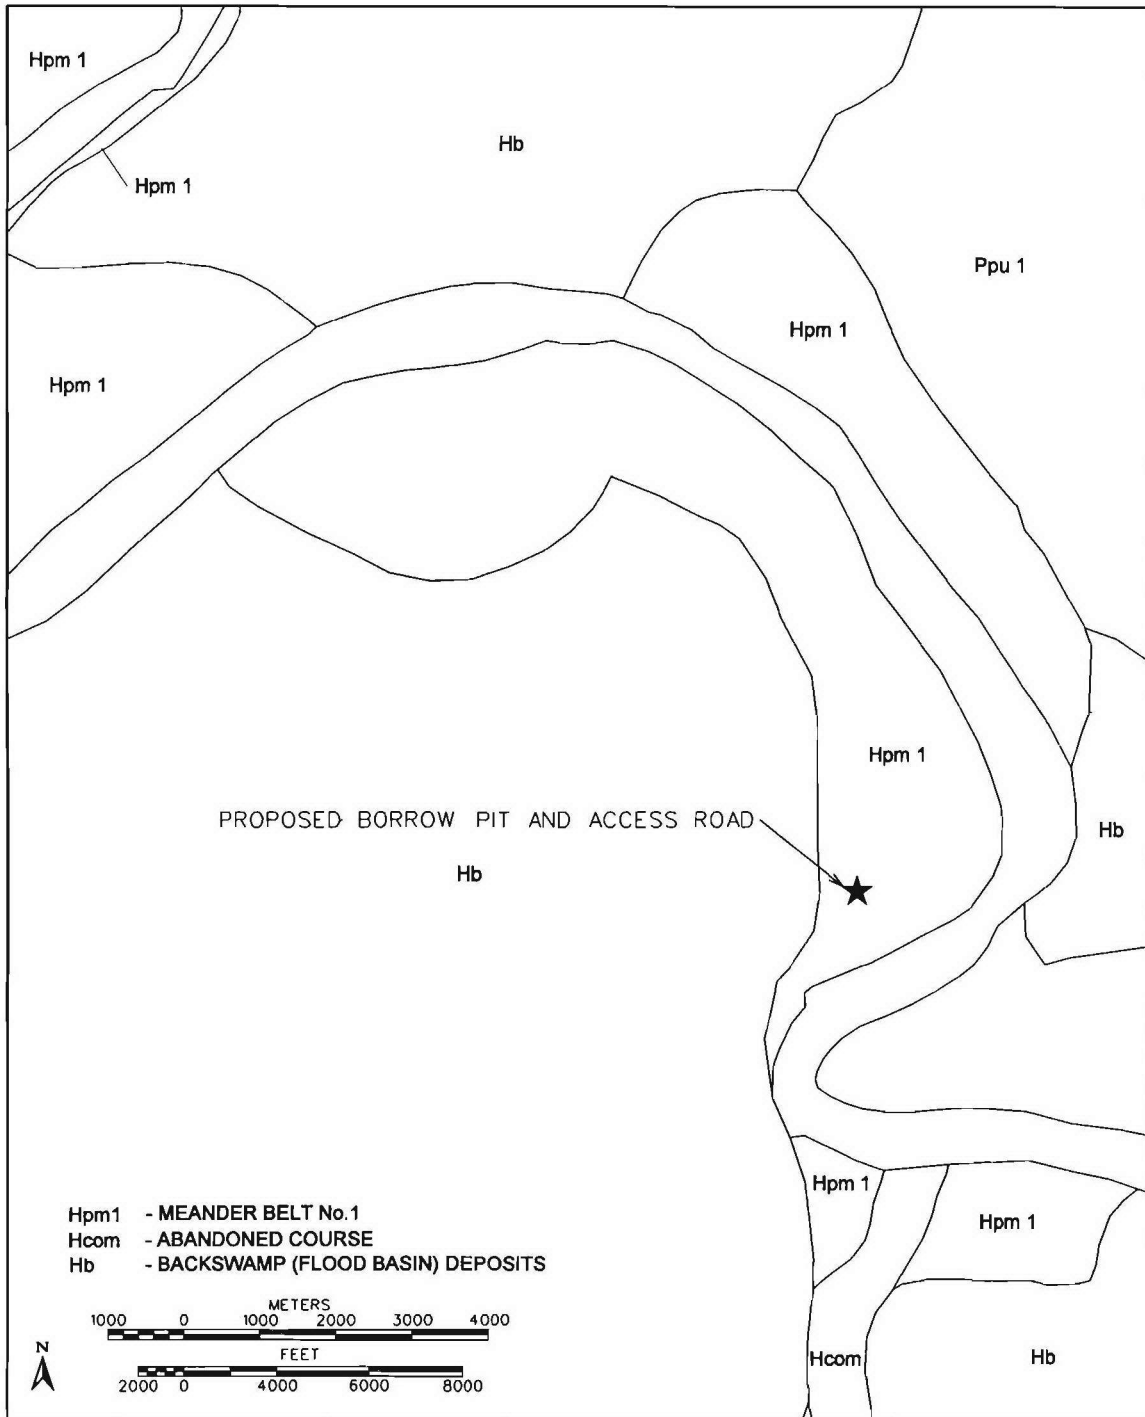 Hpm 1
Hb
Hpm 1
Ppu 1
Hpm 1
Hpm 1
Hpm 1
PROPOSED BORROW PIT AND ACCESS ROAD
Hb
Hb
Hpm 1
Hpm 1
Hpm1 - MEANDER BELT No.1
Hcom - ABANDONED COURSE
Hb - BACKSWAMP (FLOOD BASIN) DEPOSITS
METERS
1000 0 1000 2000 3000 4000
FEET
2000 0 4000 6000 8000
N
Hcom
Hb